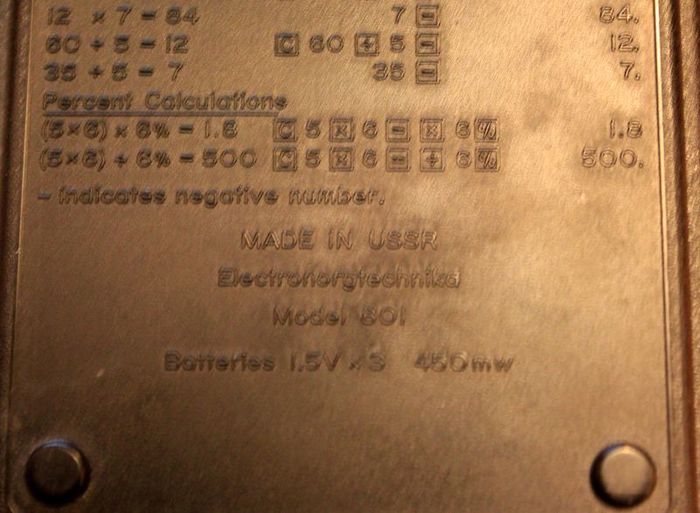 12 x 7 = 84 7 = 84.
60 ÷ 5 = 12 C 60 ÷ 5 = 12.
35 ÷ 5 = 7 35 = 7.
Percent Calculations
(5×6) × 6% = 1.8 C 5 × 6 = × 6 % 1.8
(5×6) ÷ 6% = 500 C 5 × 6 = ÷ 6 % 500.
– indicates negative number.
MADE IN USSR
Electronorgtechnika
Model 801
Batteries 1.5V × 3 450mw